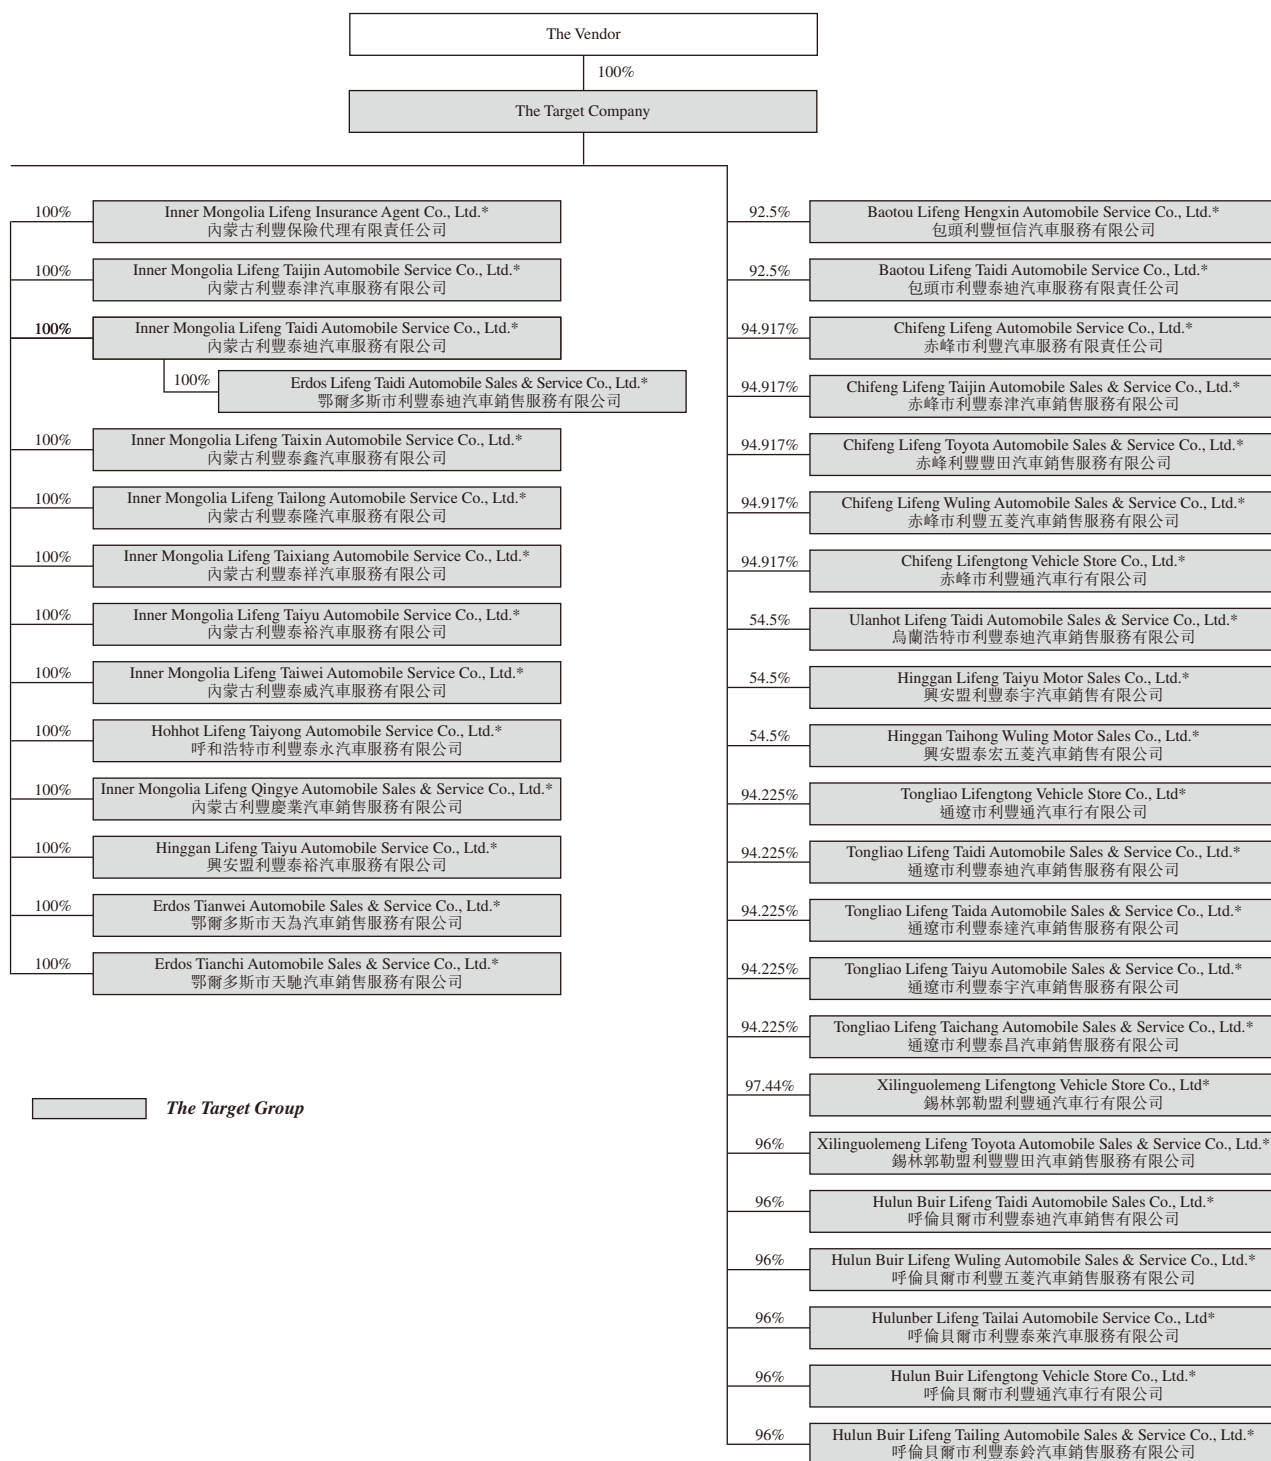 The Vendor
100%
The Target Company
100%
Inner Mongolia Lifeng Insurance Agent Co., Ltd.*
內蒙古利豐保險代理有限責任公司
100%
Inner Mongolia Lifeng Taijin Automobile Service Co., Ltd.*
內蒙古利豐泰津汽車服務有限公司
100%
Inner Mongolia Lifeng Taidi Automobile Service Co., Ltd.*
內蒙古利豐泰迪汽車服務有限公司
100%
Erdos Lifeng Taidi Automobile Sales & Service Co., Ltd.*
鄂爾多斯市利豐泰迪汽車銷售服務有限公司
100%
Inner Mongolia Lifeng Taixin Automobile Service Co., Ltd.*
內蒙古利豐泰鑫汽車服務有限公司
100%
Inner Mongolia Lifeng Tailong Automobile Service Co., Ltd.*
內蒙古利豐泰隆汽車服務有限公司
100%
Inner Mongolia Lifeng Taixiang Automobile Service Co., Ltd.*
內蒙古利豐泰祥汽車服務有限公司
100%
Inner Mongolia Lifeng Taiyu Automobile Service Co., Ltd.*
內蒙古利豐泰裕汽車服務有限公司
100%
Inner Mongolia Lifeng Taiwei Automobile Service Co., Ltd.*
內蒙古利豐泰威汽車服務有限公司
100%
Hohhot Lifeng Taiyong Automobile Service Co., Ltd.*
呼和浩特市利豐泰永汽車服務有限公司
100%
Inner Mongolia Lifeng Qingye Automobile Sales & Service Co., Ltd.*
內蒙古利豐慶業汽車銷售服務有限公司
100%
Hinggan Lifeng Taiyu Automobile Service Co., Ltd.*
興安盟利豐泰裕汽車服務有限公司
100%
Erdos Tianwei Automobile Sales & Service Co., Ltd.*
鄂爾多斯市天為汽車銷售服務有限公司
100%
Erdos Tianchi Automobile Sales & Service Co., Ltd.*
鄂爾多斯市天馳汽車銷售服務有限公司
The Target Group
92.5%
Baotou Lifeng Hengxin Automobile Service Co., Ltd.*
包頭利豐恒信汽車服務有限公司
92.5%
Baotou Lifeng Taidi Automobile Service Co., Ltd.*
包頭市利豐泰迪汽車服務有限責任公司
94.917%
Chifeng Lifeng Automobile Service Co., Ltd.*
赤峰市利豐汽車服務有限責任公司
94.917%
Chifeng Lifeng Taijin Automobile Sales & Service Co., Ltd.*
赤峰市利豐泰津汽車銷售服務有限公司
94.917%
Chifeng Lifeng Toyota Automobile Sales & Service Co., Ltd.*
赤峰利豐豐田汽車銷售服務有限公司
94.917%
Chifeng Lifeng Wuling Automobile Sales & Service Co., Ltd.*
赤峰市利豐五菱汽車銷售服務有限公司
94.917%
Chifeng Lifengtong Vehicle Store Co., Ltd.*
赤峰市利豐通汽車行有限公司
54.5%
Ulanhot Lifeng Taidi Automobile Sales & Service Co., Ltd.*
烏蘭浩特市利豐泰迪汽車銷售服務有限公司
54.5%
Hinggan Lifeng Taiyu Motor Sales Co., Ltd.*
興安盟利豐泰宇汽車銷售有限公司
54.5%
Hinggan Taihong Wuling Motor Sales Co., Ltd.*
興安盟泰宏五菱汽車銷售有限公司
94.225%
Tongliao Lifengtong Vehicle Store Co., Ltd*
通遼市利豐通汽車行有限公司
94.225%
Tongliao Lifeng Taidi Automobile Sales & Service Co., Ltd.*
通遼市利豐泰迪汽車銷售服務有限公司
94.225%
Tongliao Lifeng Taida Automobile Sales & Service Co., Ltd.*
通遼市利豐泰達汽車銷售服務有限公司
94.225%
Tongliao Lifeng Taiyu Automobile Sales & Service Co., Ltd.*
通遼市利豐泰宇汽車銷售服務有限公司
94.225%
Tongliao Lifeng Taichang Automobile Sales & Service Co., Ltd.*
通遼市利豐泰昌汽車銷售服務有限公司
97.44%
Xilinguolemeng Lifengtong Vehicle Store Co., Ltd*
錫林郭勒盟利豐通汽車行有限公司
96%
Xilinguolemeng Lifeng Toyota Automobile Sales & Service Co., Ltd.*
錫林郭勒盟利豐豐田汽車銷售服務有限公司
96%
Hulun Buir Lifeng Taidi Automobile Sales Co., Ltd.*
呼倫貝爾市利豐泰迪汽車銷售有限公司
96%
Hulun Buir Lifeng Wuling Automobile Sales & Service Co., Ltd.*
呼倫貝爾市利豐五菱汽車銷售服務有限公司
96%
Hulunber Lifeng Tailai Automobile Service Co., Ltd*
呼倫貝爾市利豐泰萊汽車服務有限公司
96%
Hulun Buir Lifengtong Vehicle Store Co., Ltd.*
呼倫貝爾市利豐通汽車行有限公司
96%
Hulun Buir Lifeng Tailing Automobile Sales & Service Co., Ltd.*
呼倫貝爾市利豐泰鈴汽車銷售服務有限公司